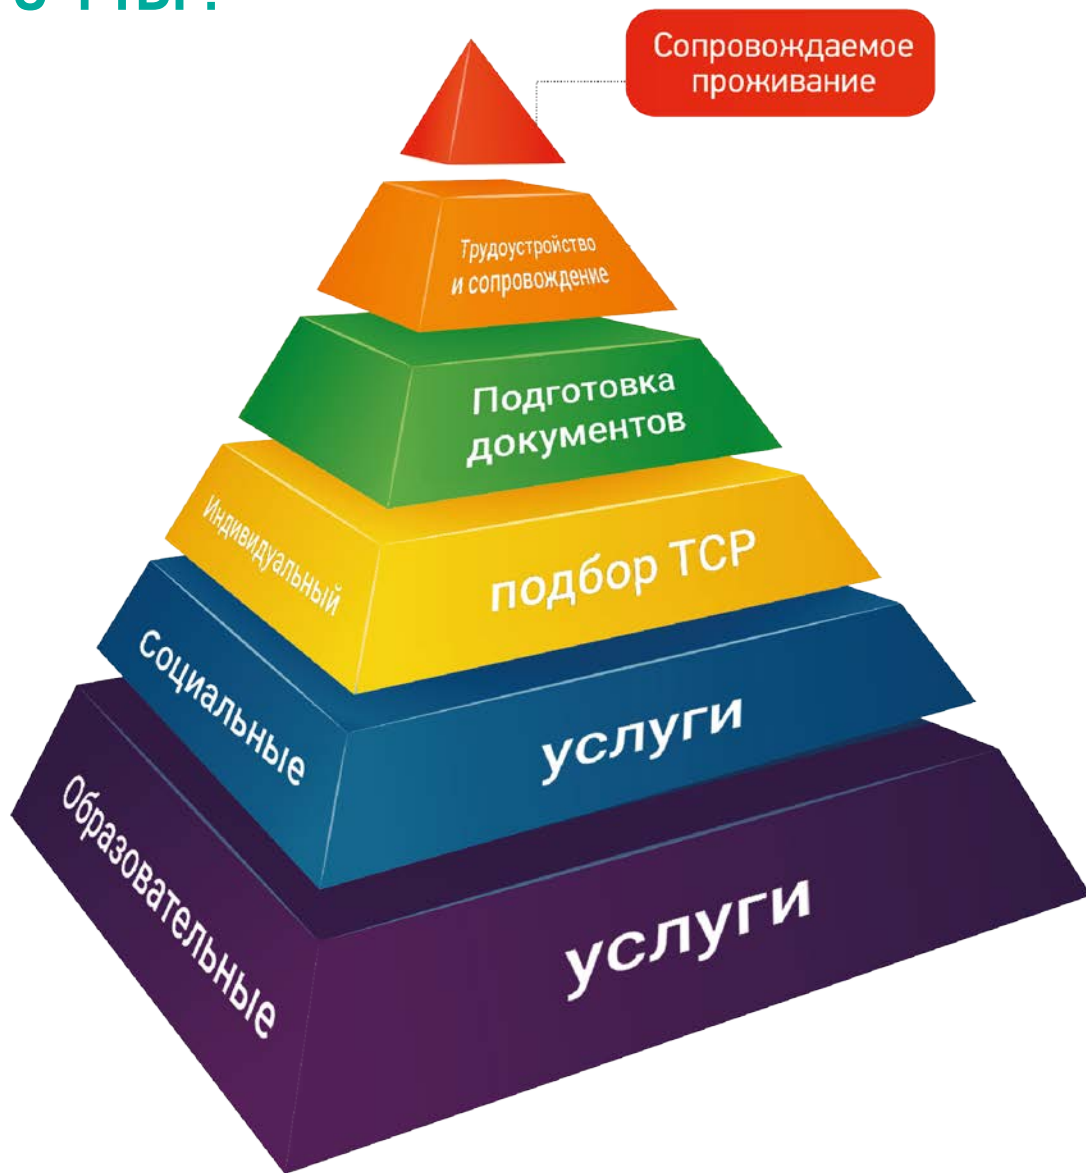 Сопровождаемое
проживание
Трудоустройство
и сопровождение
Подготовка
документов
Индивидуальный подбор ТСР
Социальные услуги
Образовательные услуги